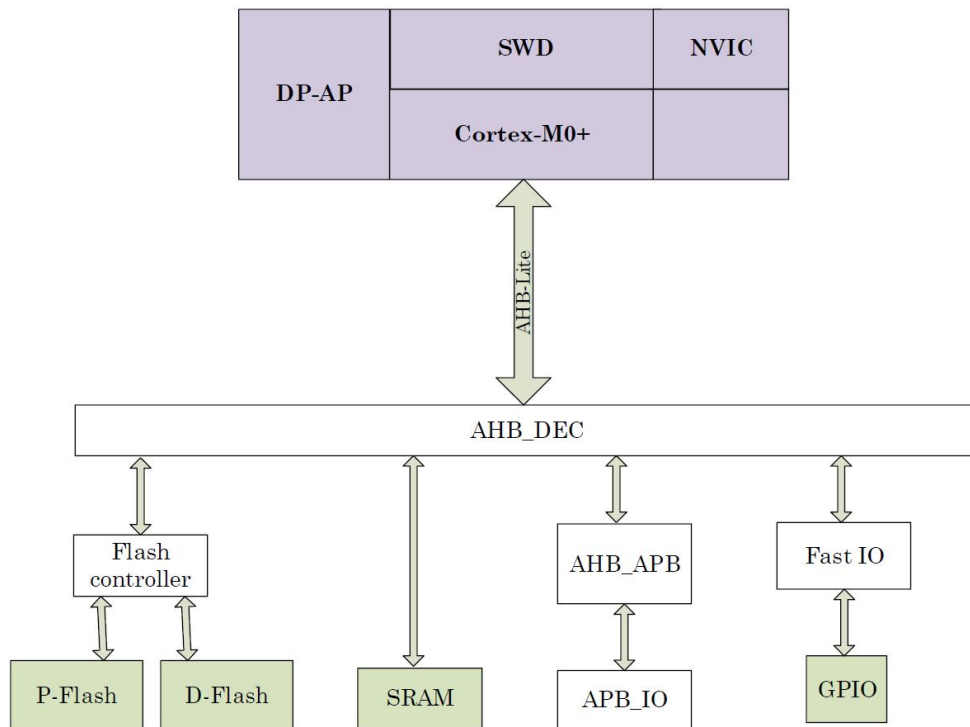 SWD
NVIC
DP-AP
Cortex-M0+
AHB-Lite
AHB_DEC
Flash
controller
AHB_APB
Fast IO
P-Flash
D-Flash
SRAM
APB_IO
GPIO